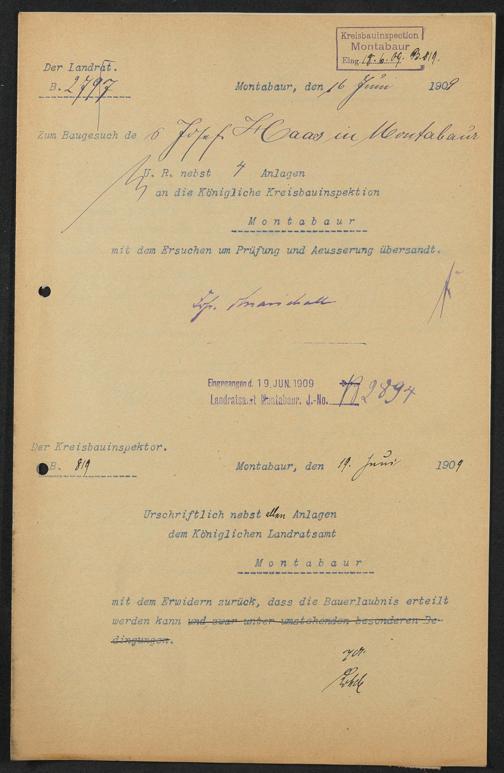 Kreisbauinspection
Montabaur
Eing. 18.6.09. B. 819.
Der Landrat.
B. 2797
Montabaur, den 16 Juni 1909
Zum Baugesuch des Josef Haas in Montabaur
U. R. nebst 4 Anlagen
an die Königliche Kreisbauinspektion
Montabaur
mit dem Ersuchen um Prüfung und Aeusserung übersandt.
Eingegangen d. 19. JUN. 1909
Landratsamt Montabaur. J.-No. 2894
Der Kreisbauinspektor.
B. 819
Montabaur, den 19. Juni 1909
Urschriftlich nebst allen Anlagen
dem Königlichen Landratsamt
Montabaur
mit dem Erwidern zurück, dass die Bauerlaubnis erteilt
werden kann und zwar unter umstehenden besonderen Be-
dingungen.